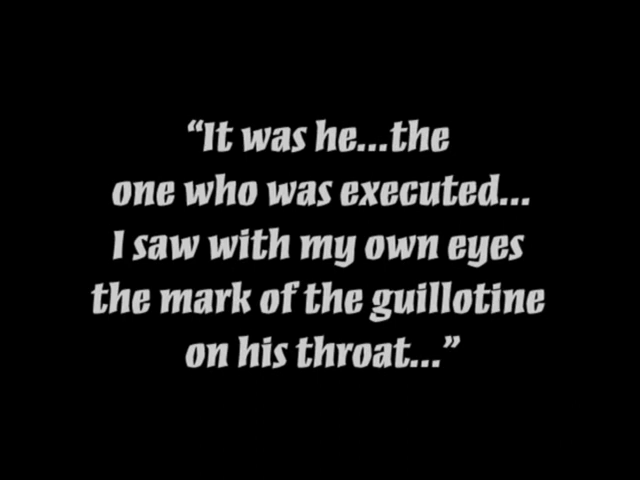 “It was he...the
one who was executed...
I saw with my own eyes
the mark of the guillotine
on his throat...”